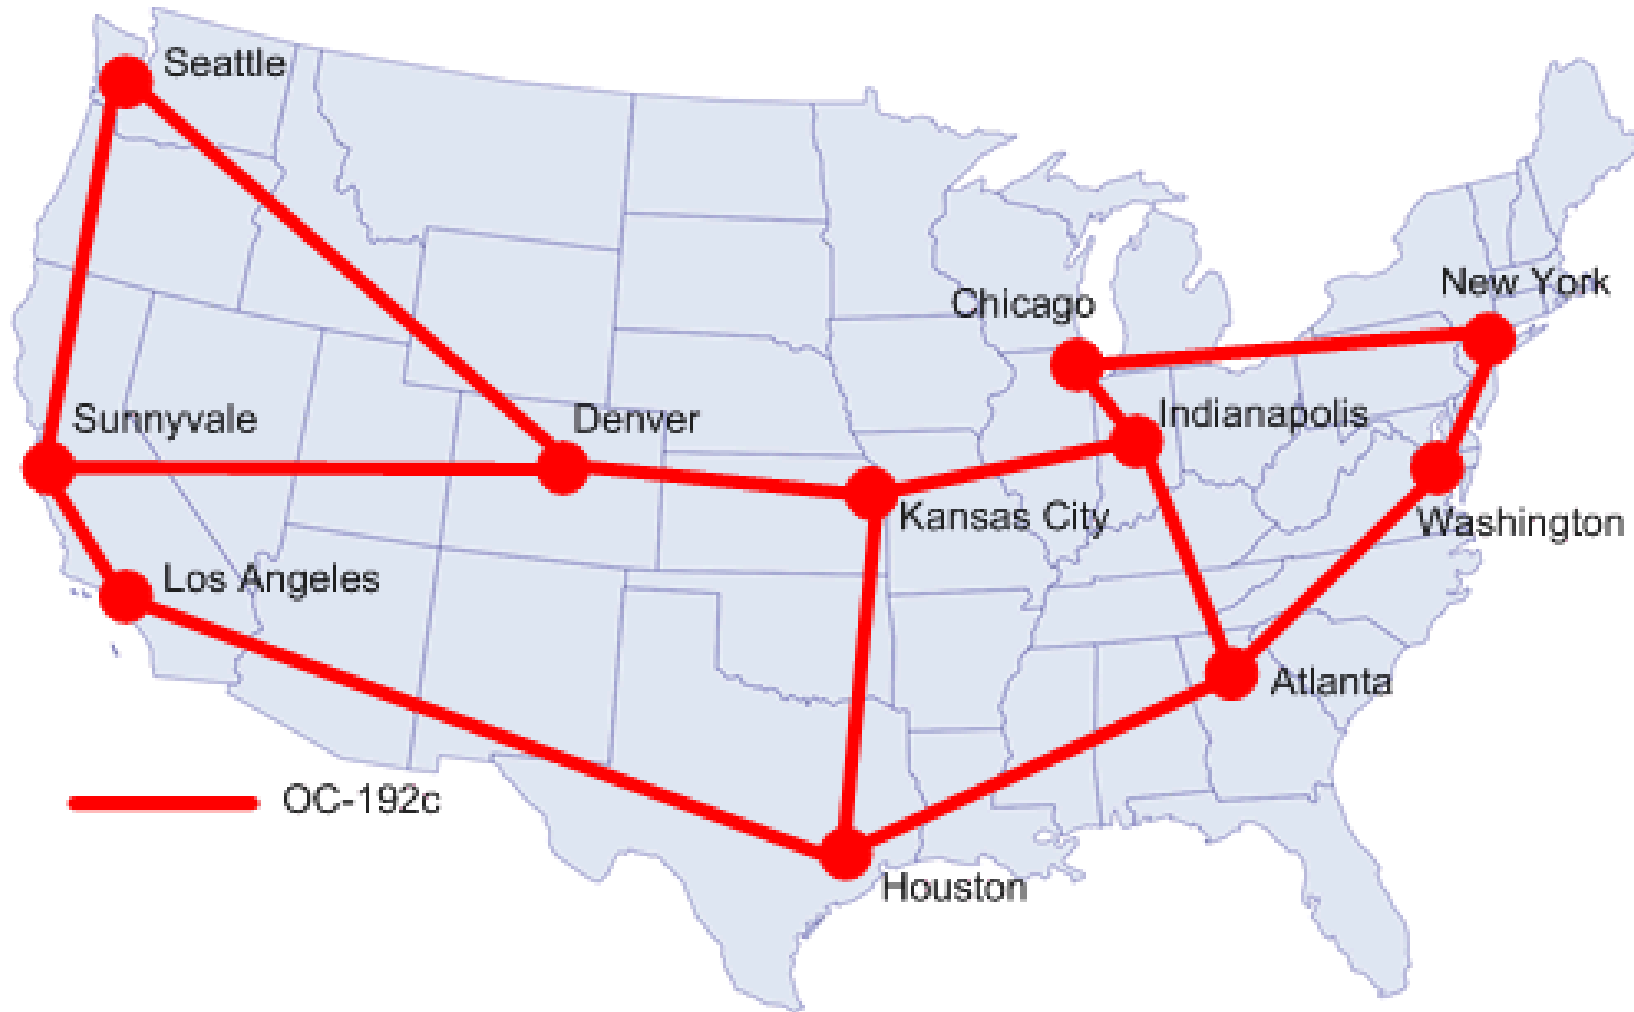 Seattle
New York
Chicago
Sunnyvale
Denver
Indianapolis
Kansas City
Washington
Los Angeles
Atlanta
OC-192c
Houston